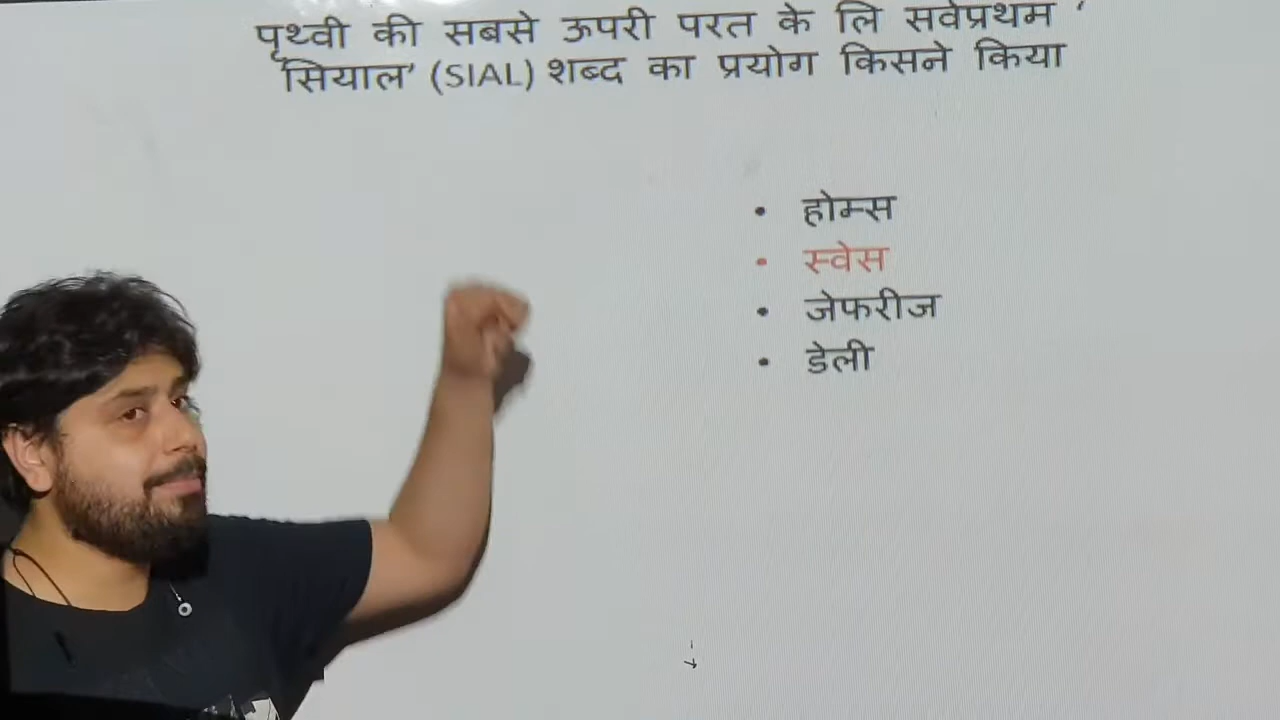 पृथ्वी की सबसे ऊपरी परत के लि सर्वप्रथम '
सियाल' (SIAL) शब्द का प्रयोग किसने किया
• होम्स
• स्वेस
• जेफरीज
• डेली